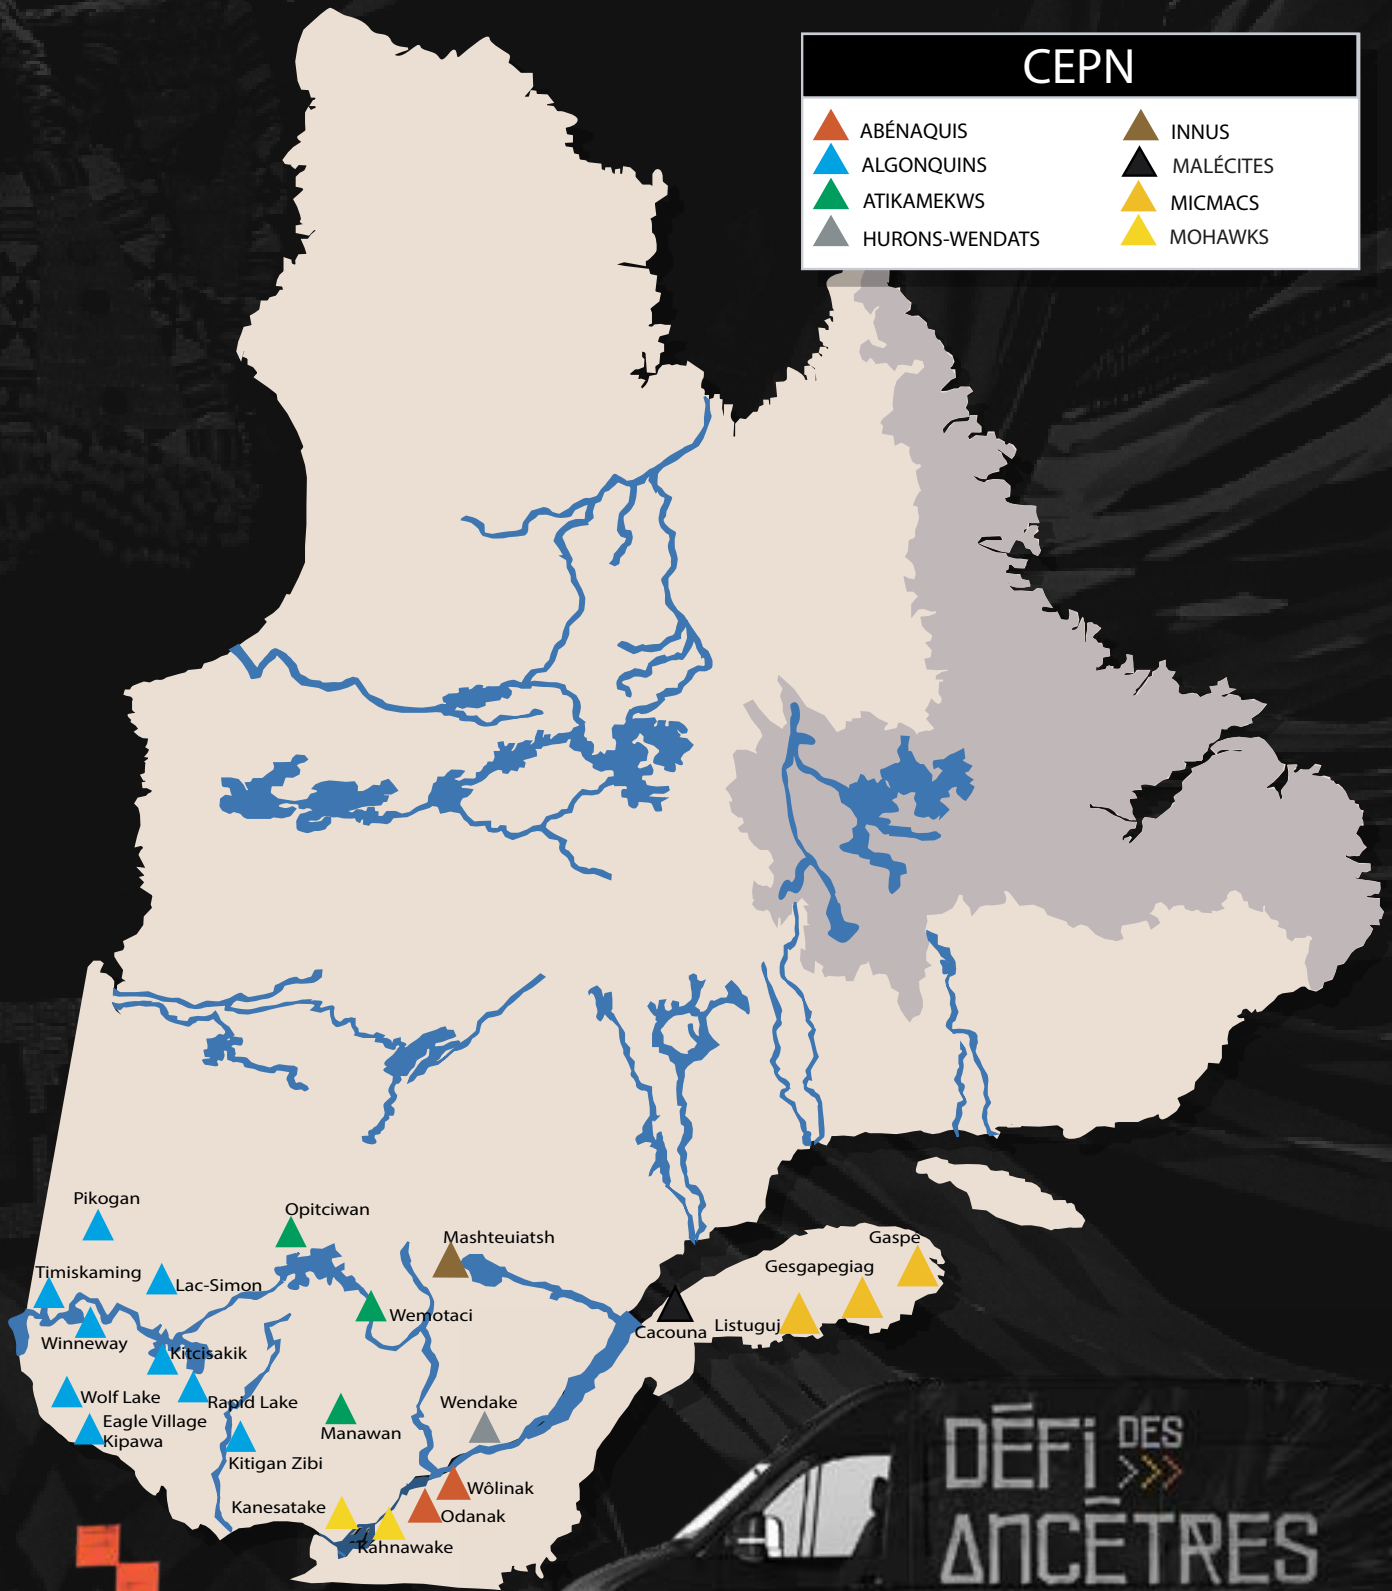 CEPN
ABÉNAQUIS
ALGONQUINS
ATIKAMEKWS
HURONS-WENDATS
INNUS
MALÉCITES
MICMACS
MOHAWKS
Pikogan
Opitciwan
Mashteuiatsh
Gaspé
Timiskaming
Lac-Simon
Gesgapegiag
Wemotaci
Cacouna
Listuguj
Winneway
Kitcisakik
Wolf Lake
Rapid Lake
Wendake
Eagle Village
Kipawa
Manawan
Kitigan Zibi
Wôlinak
Kanesatake
Odanak
Kahnawake
DÉFi DES
ANCÊTRES